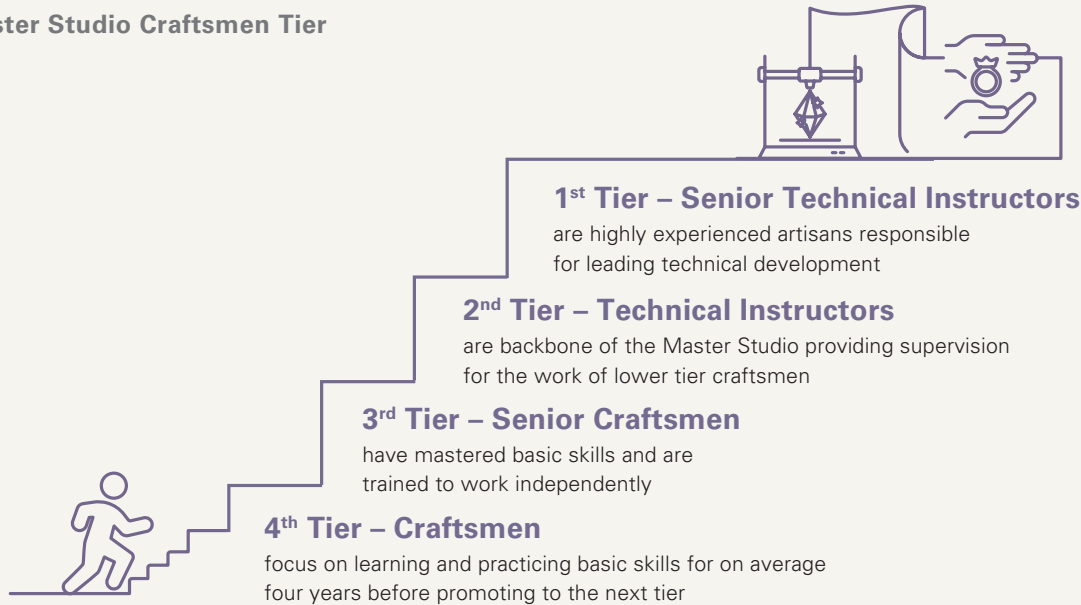 ster Studio Craftsmen Tier
1st Tier – Senior Technical Instructors
are highly experienced artisans responsible
for leading technical development
2nd Tier – Technical Instructors
are backbone of the Master Studio providing supervision
for the work of lower tier craftsmen
3rd Tier – Senior Craftsmen
have mastered basic skills and are
trained to work independently
4th Tier – Craftsmen
focus on learning and practicing basic skills for on average
four years before promoting to the next tier